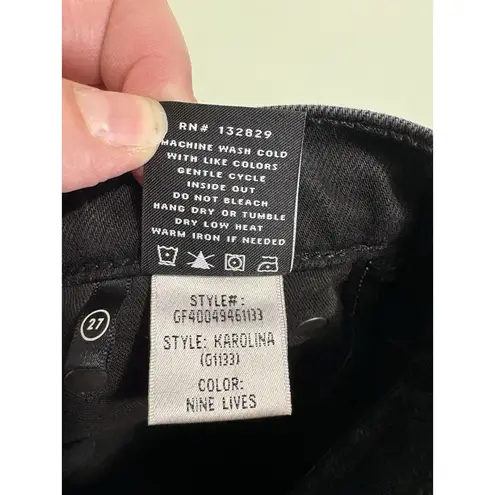 RN# 132829
MACHINE WASH COLD
WITH LIKE COLORS
GENTLE CYCLE
INSIDE OUT
DO NOT BLEACH
HANG DRY OR TUMBLE
DRY LOW HEAT
WARM IRON IF NEEDED
27
STYLE#:
GF40049461133
STYLE: KAROLINA
(G1133)
COLOR:
NINE LIVES